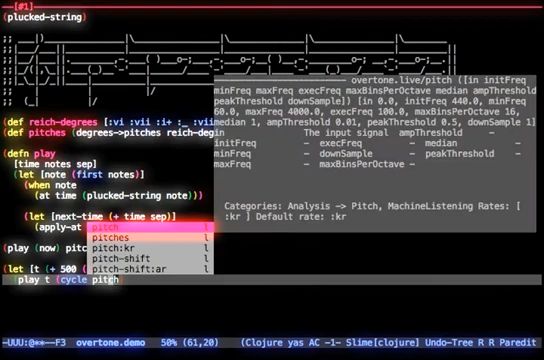 [#1]
(plucked-string)
(def reich-degrees [:vi :vii :i+ :_ :vii
(def pitches (degrees->pitches reich-deg
(defn play
[time notes sep]
(let [note (first notes)]
(when note
(at time (plucked-string note)))
(let [next-time (+ time sep)]
(apply-at
(play (now) pitc
(let [t (+ 500 (
play t (cycle pitch)
pitch l
pitches l
pitch:kr l
pitch-shift l
pitch-shift:ar l
overtone.live/pitch ([in initFreq
minFreq maxFreq execFreq maxBinsPerOctave median ampThreshold
peakThreshold downSample]) [in 0.0, initFreq 440.0, minFreq
60.0, maxFreq 4000.0, execFreq 100.0, maxBinsPerOctave 16,
median 1, ampThreshold 0.01, peakThreshold 0.5, downSample 1]
in The input signal ampThreshold -
initFreq - execFreq - median -
minFreq - downSample - peakThreshold -
maxFreq - maxBinsPerOctave -
Categories: Analysis -> Pitch, MachineListening Rates: [
:kr ] Default rate: :kr
-UUU:@**--F3 overtone.demo 50% (61,20) (Clojure yas AC -1- Slime[clojure] Undo-Tree R R Paredit